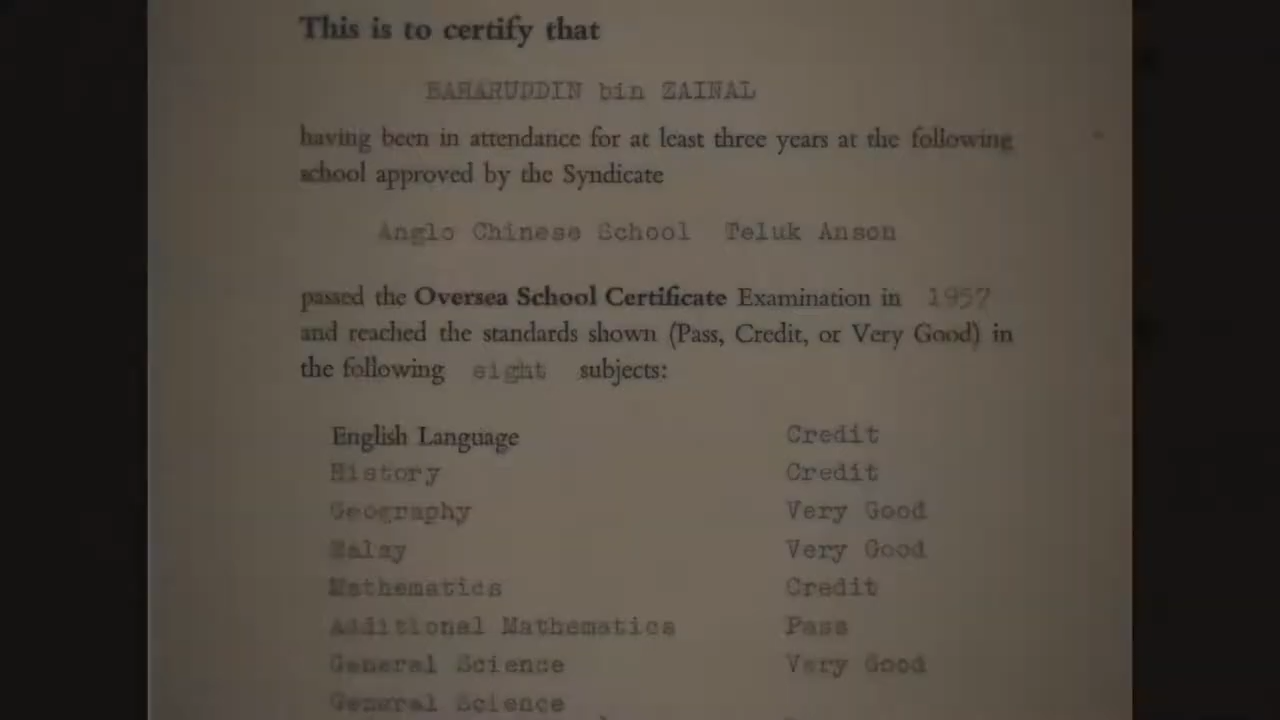 This is to certify that
BAHARUDDIN bin ZAINAL
having been in attendance for at least three years at the following
school approved by the Syndicate
Anglo Chinese School Teluk Anson
passed the Oversea School Certificate Examination in 1957
and reached the standards shown (Pass, Credit, or Very Good) in
the following eight subjects:
English Language Credit
History Credit
Geography Very Good
Malay Very Good
Mathematics Credit
Additional Mathematics Pass
General Science Very Good
General Science